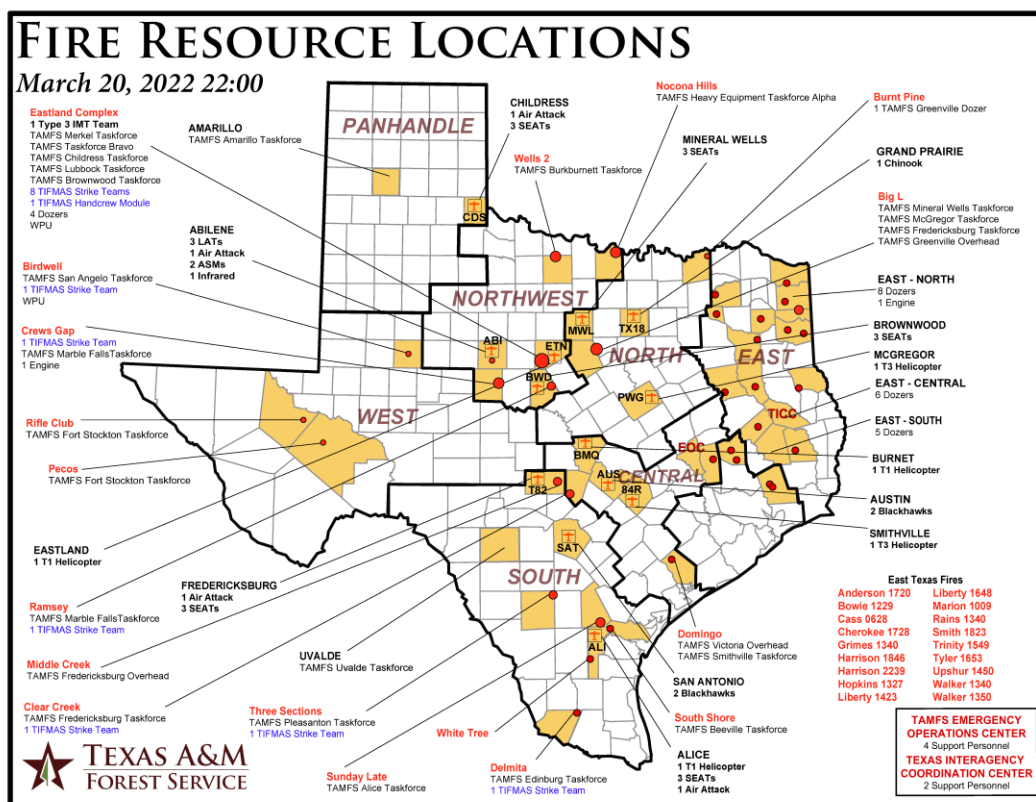 FIRE RESOURCE LOCATIONS
March 20, 2022 22:00
Eastland Complex
1 Type 3 IMT Team
TAMFS Merkel Taskforce
TAMFS Taskforce Bravo
TAMFS Childress Taskforce
TAMFS Lubbock Taskforce
TAMFS Brownwood Taskforce
8 TIFMAS Strike Teams
1 TIFMAS Handcrew Module
4 Dozers
WPU
AMARILLO
TAMFS Amarillo Taskforce
CHILDRESS
1 Air Attack
3 SEATs
Nocona Hills
TAMFS Heavy Equipment Taskforce Alpha
Burnt Pine
1 TAMFS Greenville Dozer
MINERAL WELLS
3 SEATs
GRAND PRAIRIE
1 Chinook
Wells 2
TAMFS Burkburnett Taskforce
Big L
TAMFS Mineral Wells Taskforce
TAMFS McGregor Taskforce
TAMFS Fredericksburg Taskforce
TAMFS Greenville Overhead
ABILENE
3 LATs
1 Air Attack
2 ASMs
1 Infrared
Birdwell
TAMFS San Angelo Taskforce
1 TIFMAS Strike Team
WPU
Crews Gap
1 TIFMAS Strike Team
TAMFS Marble FallsTaskforce
1 Engine
EAST - NORTH
8 Dozers
1 Engine
BROWNWOOD
3 SEATs
MCGREGOR
1 T3 Helicopter
EAST - CENTRAL
6 Dozers
EAST - SOUTH
5 Dozers
BURNET
1 T1 Helicopter
AUSTIN
2 Blackhawks
SMITHVILLE
1 T3 Helicopter
Rifle Club
TAMFS Fort Stockton Taskforce
Pecos
TAMFS Fort Stockton Taskforce
EASTLAND
1 T1 Helicopter
FREDERICKSBURG
1 Air Attack
3 SEATs
Ramsey
TAMFS Marble FallsTaskforce
1 TIFMAS Strike Team
Middle Creek
TAMFS Fredericksburg Overhead
Clear Creek
TAMFS Fredericksburg Taskforce
1 TIFMAS Strike Team
UVALDE
TAMFS Uvalde Taskforce
Three Sections
TAMFS Pleasanton Taskforce
1 TIFMAS Strike Team
Sunday Late
TAMFS Alice Taskforce
White Tree
Delmita
TAMFS Edinburg Taskforce
1 TIFMAS Strike Team
Domingo
TAMFS Victoria Overhead
TAMFS Smithville Taskforce
SAN ANTONIO
2 Blackhawks
South Shore
TAMFS Beeville Taskforce
ALICE
1 T1 Helicopter
3 SEATs
1 Air Attack
PANHANDLE
CDS
NORTHWEST
MWL
TX18
ABI
ETN
NORTH
EAST
BWD
PWG
WEST
TICC
EOC
BMQ
CENTRAL
AUS
84R
T82
SAT
SOUTH
ALI
East Texas Fires
Anderson 1720 Liberty 1648
Bowie 1229 Marion 1009
Cass 0628 Rains 1340
Cherokee 1728 Smith 1823
Grimes 1340 Trinity 1549
Harrison 1846 Tyler 1653
Harrison 2239 Upshur 1450
Hopkins 1327 Walker 1340
Liberty 1423 Walker 1350
TAMFS EMERGENCY
OPERATIONS CENTER
4 Support Personnel
TEXAS INTERAGENCY
COORDINATION CENTER
2 Support Personnel
TEXAS A&M
FOREST SERVICE